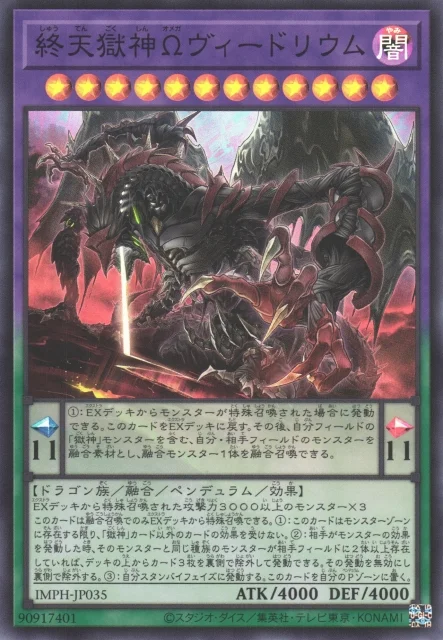 終天獄神Ωヴィードリウム
闇
①：EXデッキからモンスターが特殊召喚された場合に発動
できる。このカードをEXデッキに戻す。その後、自分フィールドの
「獄神」モンスターを含む、自分・相手フィールドのモンスターを
融合素材とし、融合モンスター1体を融合召喚できる。
11
11
【ドラゴン族／融合／ペンデュラム／効果】
EXデッキから特殊召喚された攻撃力3000以上のモンスター×3
このカードは融合召喚でのみEXデッキから特殊召喚できる。①：このカードはモンスターゾーン
に存在する限り、「獄神」カード以外のカードの効果を受けない。②：相手がモンスターの効果
を発動した時、そのモンスターと同じ種族のモンスターが相手フィールドに2体以上存在
していれば、デッキの上からカード3枚を裏側で除外して発動できる。その発動を無効にし
裏側で除外する。③：自分スタンバイフェイズに発動する。このカードを自分のPゾーンに置く。
IMPH-JP035
ATK/4000 DEF/4000
90917401
©スタジオ・ダイス/集英社・テレビ東京・KONAMI